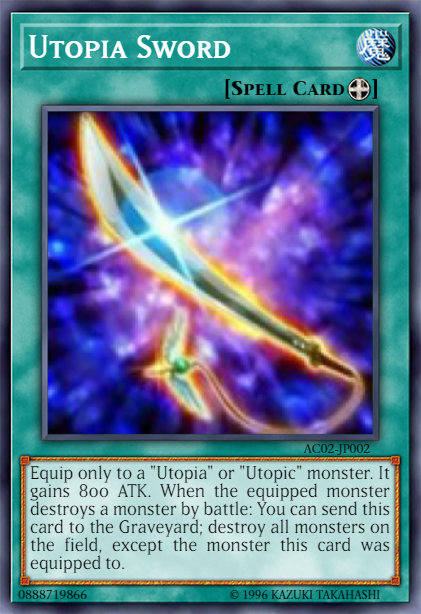 Utopia Sword
魔
[Spell Card]
AC02-JP002
Equip only to a "Utopia" or "Utopic" monster. It
gains 800 ATK. When the equipped monster
destroys a monster by battle: You can send this
card to the Graveyard; destroy all monsters on
the field, except the monster this card was
equipped to.
0888719866
© 1996 KAZUKI TAKAHASHI